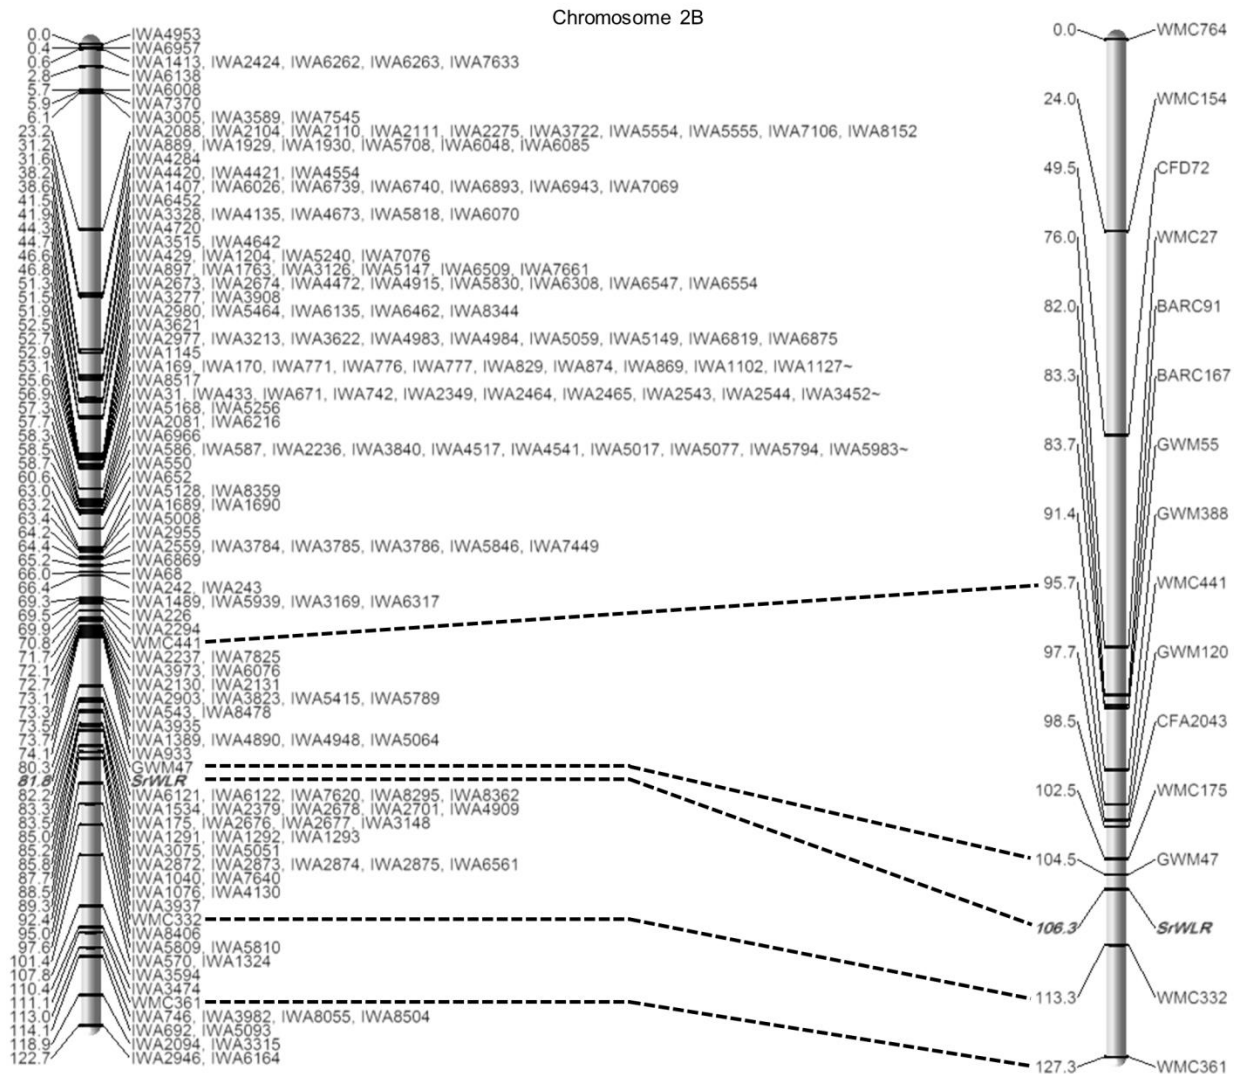 Chromosome 2B
0.0 IWA4953
0.4 IWA6957
0.6 IWA1413, IWA2424, IWA6262, IWA6263, IWA7633
2.8 IWA6138
5.7 IWA6008
5.9 IWA7370
6.1 IWA3005, IWA3589, IWA7545
23.2 IWA2088, IWA2104, IWA2110, IWA2111, IWA2275, IWA3722, IWA5554, IWA5555, IWA7106, IWA8152
31.2 IWA889, IWA1929, IWA1930, IWA5708, IWA6048, IWA6085
31.6 IWA4284
38.2 IWA4420, IWA4421, IWA4554
38.6 IWA1407, IWA6026, IWA6739, IWA6740, IWA6893, IWA6943, IWA7069
41.5 IWA6452
41.9 IWA3328, IWA4135, IWA4673, IWA5818, IWA6070
44.3 IWA4720
44.7 IWA3515, IWA4642
46.6 IWA429, IWA1204, IWA5240, IWA7076
46.8 IWA897, IWA1763, IWA3126, IWA5147, IWA6509, IWA7661
51.3 IWA2673, IWA2674, IWA4472, IWA4915, IWA5830, IWA6308, IWA6547, IWA6554
51.5 IWA3277, IWA3908
51.9 IWA2980, IWA5464, IWA6135, IWA6462, IWA8344
52.5 IWA3621
52.7 IWA2977, IWA3213, IWA3622, IWA4983, IWA4984, IWA5059, IWA5149, IWA6819, IWA6875
52.9 IWA1145
53.1 IWA169, IWA170, IWA771, IWA776, IWA777, IWA829, IWA874, IWA869, IWA1102, IWA1127~
55.6 IWA8517
56.9 IWA31, IWA433, IWA671, IWA742, IWA2349, IWA2464, IWA2465, IWA2543, IWA2544, IWA3452~
57.3 IWA5168, IWA5256
57.7 IWA2081, IWA6216
58.3 IWA6966
58.5 IWA586, IWA587, IWA2236, IWA3840, IWA4517, IWA4541, IWA5017, IWA5077, IWA5794, IWA5983~
58.7 IWA550
60.6 IWA652
63.0 IWA5128, IWA8359
63.2 IWA1689, IWA1690
63.4 IWA5008
64.2 IWA2955
64.4 IWA2559, IWA3784, IWA3785, IWA3786, IWA5846, IWA7449
65.2 IWA6869
66.0 IWA68
66.4 IWA242, IWA243
69.3 IWA1489, IWA5939, IWA3169, IWA6317
69.5 IWA226
69.9 IWA2294
70.8 WMC441
71.7 IWA2237, IWA7825
72.1 IWA3973, IWA6076
72.7 IWA2130, IWA2131
73.1 IWA2903, IWA3823, IWA5415, IWA5789
73.3 IWA543, IWA8478
73.5 IWA3935
73.7 IWA1389, IWA4890, IWA4948, IWA5064
74.1 IWA933
80.3 GWM47
81.8 SrWLR
82.2 IWA6121, IWA6122, IWA7620, IWA8295, IWA8362
83.3 IWA1534, IWA2379, IWA2678, IWA2701, IWA4909
83.5 IWA175, IWA2676, IWA2677, IWA3148
85.0 IWA1291, IWA1292, IWA1293
85.2 IWA3075, IWA5051
85.8 IWA2872, IWA2873, IWA2874, IWA2875, IWA6561
87.7 IWA1040, IWA7640
88.5 IWA1076, IWA4130
89.3 IWA3937
92.4 WMC332
95.0 IWA8406
97.6 IWA5809, IWA5810
101.4 IWA570, IWA1324
107.8 IWA3594
110.4 IWA3474
111.1 WMC361
113.0 IWA746, IWA3982, IWA8055, IWA8504
114.1 IWA692, IWA5093
118.9 IWA2094, IWA3315
122.7 IWA2946, IWA6164
0.0 WMC764
24.0 WMC154
49.5 CFD72
76.0 WMC27
82.0 BARC91
83.3 BARC167
83.7 GWM55
91.4 GWM388
95.7 WMC441
97.7 GWM120
98.5 CFA2043
102.5 WMC175
104.5 GWM47
106.3 SrWLR
113.3 WMC332
127.3 WMC361